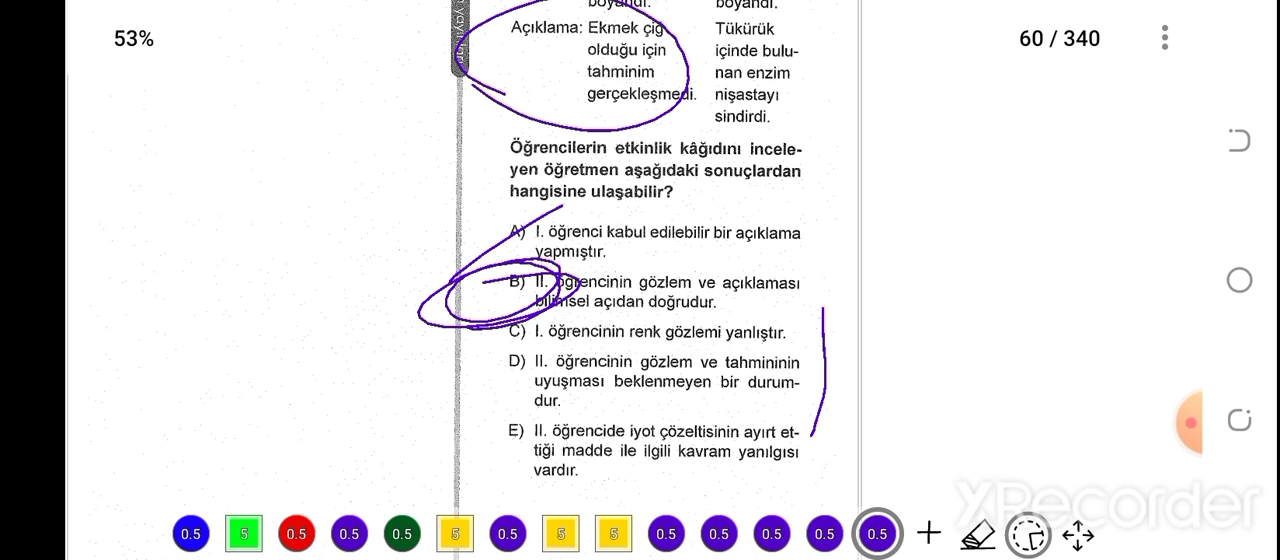 boyandı. boyandı.
53%
60 / 340
Açıklama: Ekmek çiğ Tükürük
olduğu için içinde bulu-
tahminim nan enzim
gerçekleşmedi. nişastayı
sindirdi.
Öğrencilerin etkinlik kâğıdını incele-
yen öğretmen aşağıdaki sonuçlardan
hangisine ulaşabilir?
A) I. öğrenci kabul edilebilir bir açıklama
yapmıştır.
B) II. öğrencinin gözlem ve açıklaması
bilimsel açıdan doğrudur.
C) I. öğrencinin renk gözlemi yanlıştır.
D) II. öğrencinin gözlem ve tahmininin
uyuşması beklenmeyen bir durum-
dur.
E) II. öğrencide iyot çözeltisinin ayırt et-
tiği madde ile ilgili kavram yanılgısı
vardır.
XRecorder
0.5 5 0.5 0.5 0.5 5 0.5 5 5 0.5 0.5 0.5 0.5 0.5